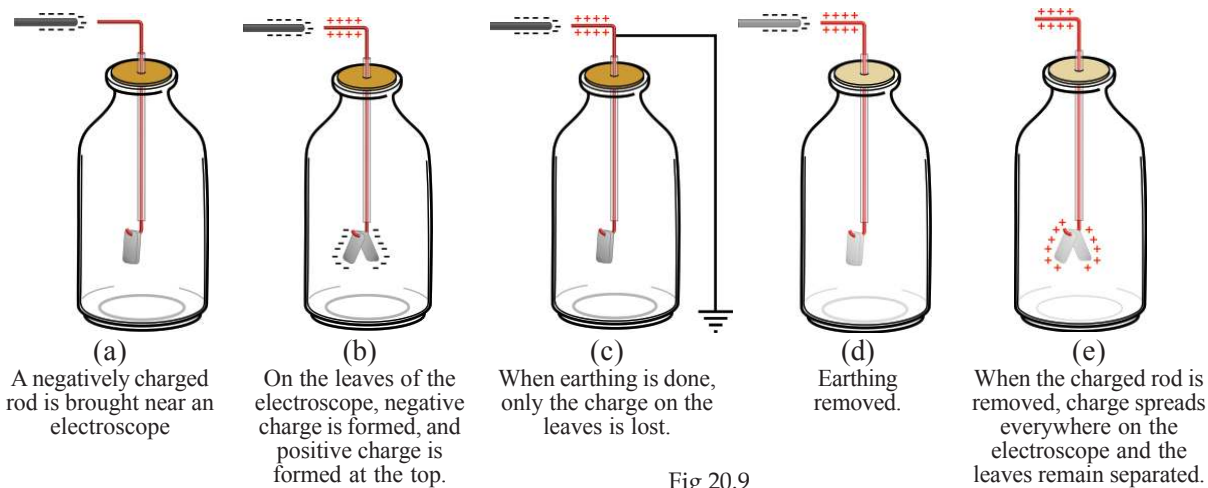 (a)
A negatively charged
rod is brought near an
electroscope
(b)
On the leaves of the
electroscope, negative
charge is formed, and
positive charge is
formed at the top.
(c)
When earthing is done,
only the charge on the
leaves is lost.
(d)
Earthing
removed.
(e)
When the charged rod is
removed, charge spreads
everywhere on the
electroscope and the
leaves remain separated.
Fig 20.9